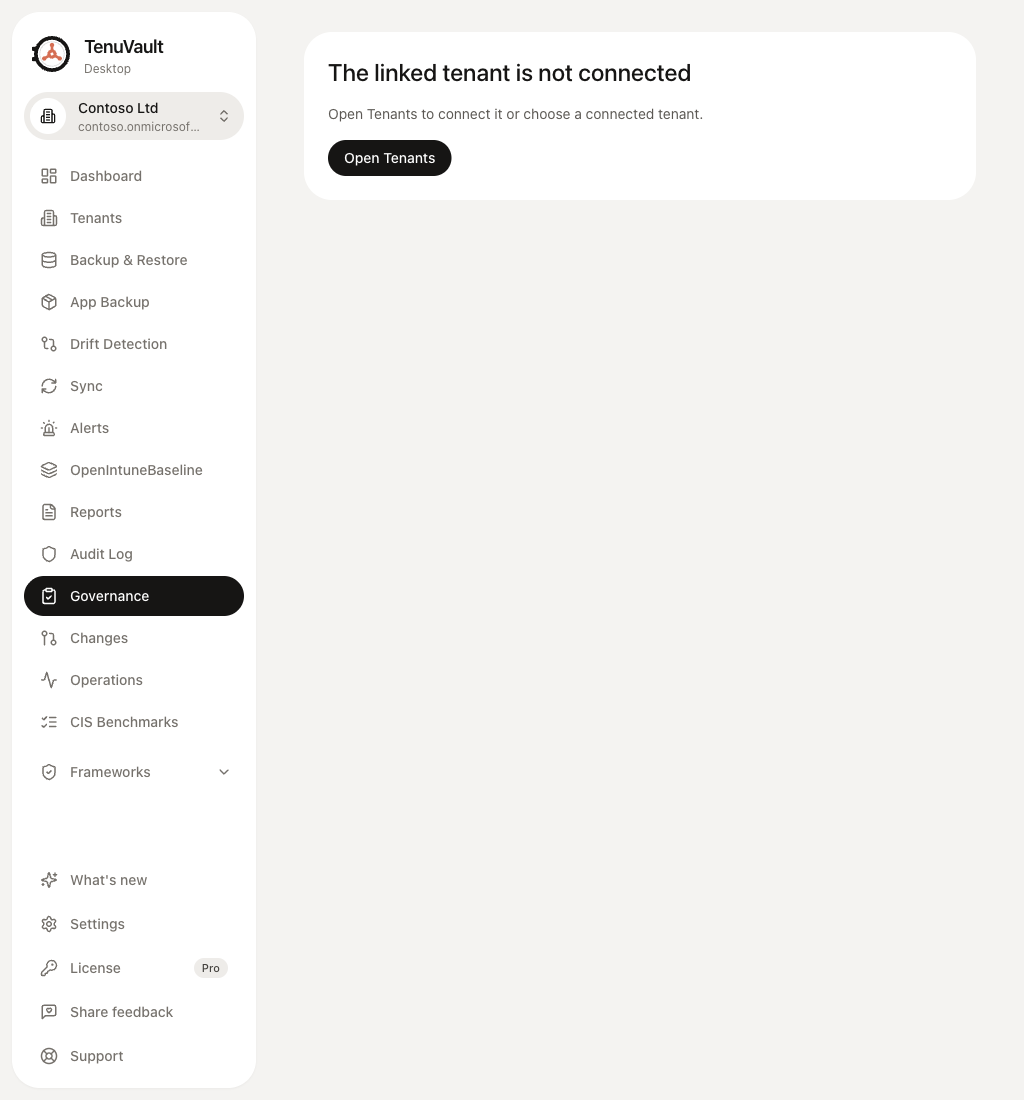 TenuVault
Desktop
Contoso Ltd
contoso.onmicrosof...
Dashboard
Tenants
Backup & Restore
App Backup
Drift Detection
Sync
Alerts
OpenIntuneBaseline
Reports
Audit Log
Governance
Changes
Operations
CIS Benchmarks
Frameworks
What's new
Settings
License
Pro
Share feedback
Support
The linked tenant is not connected
Open Tenants to connect it or choose a connected tenant.
Open Tenants